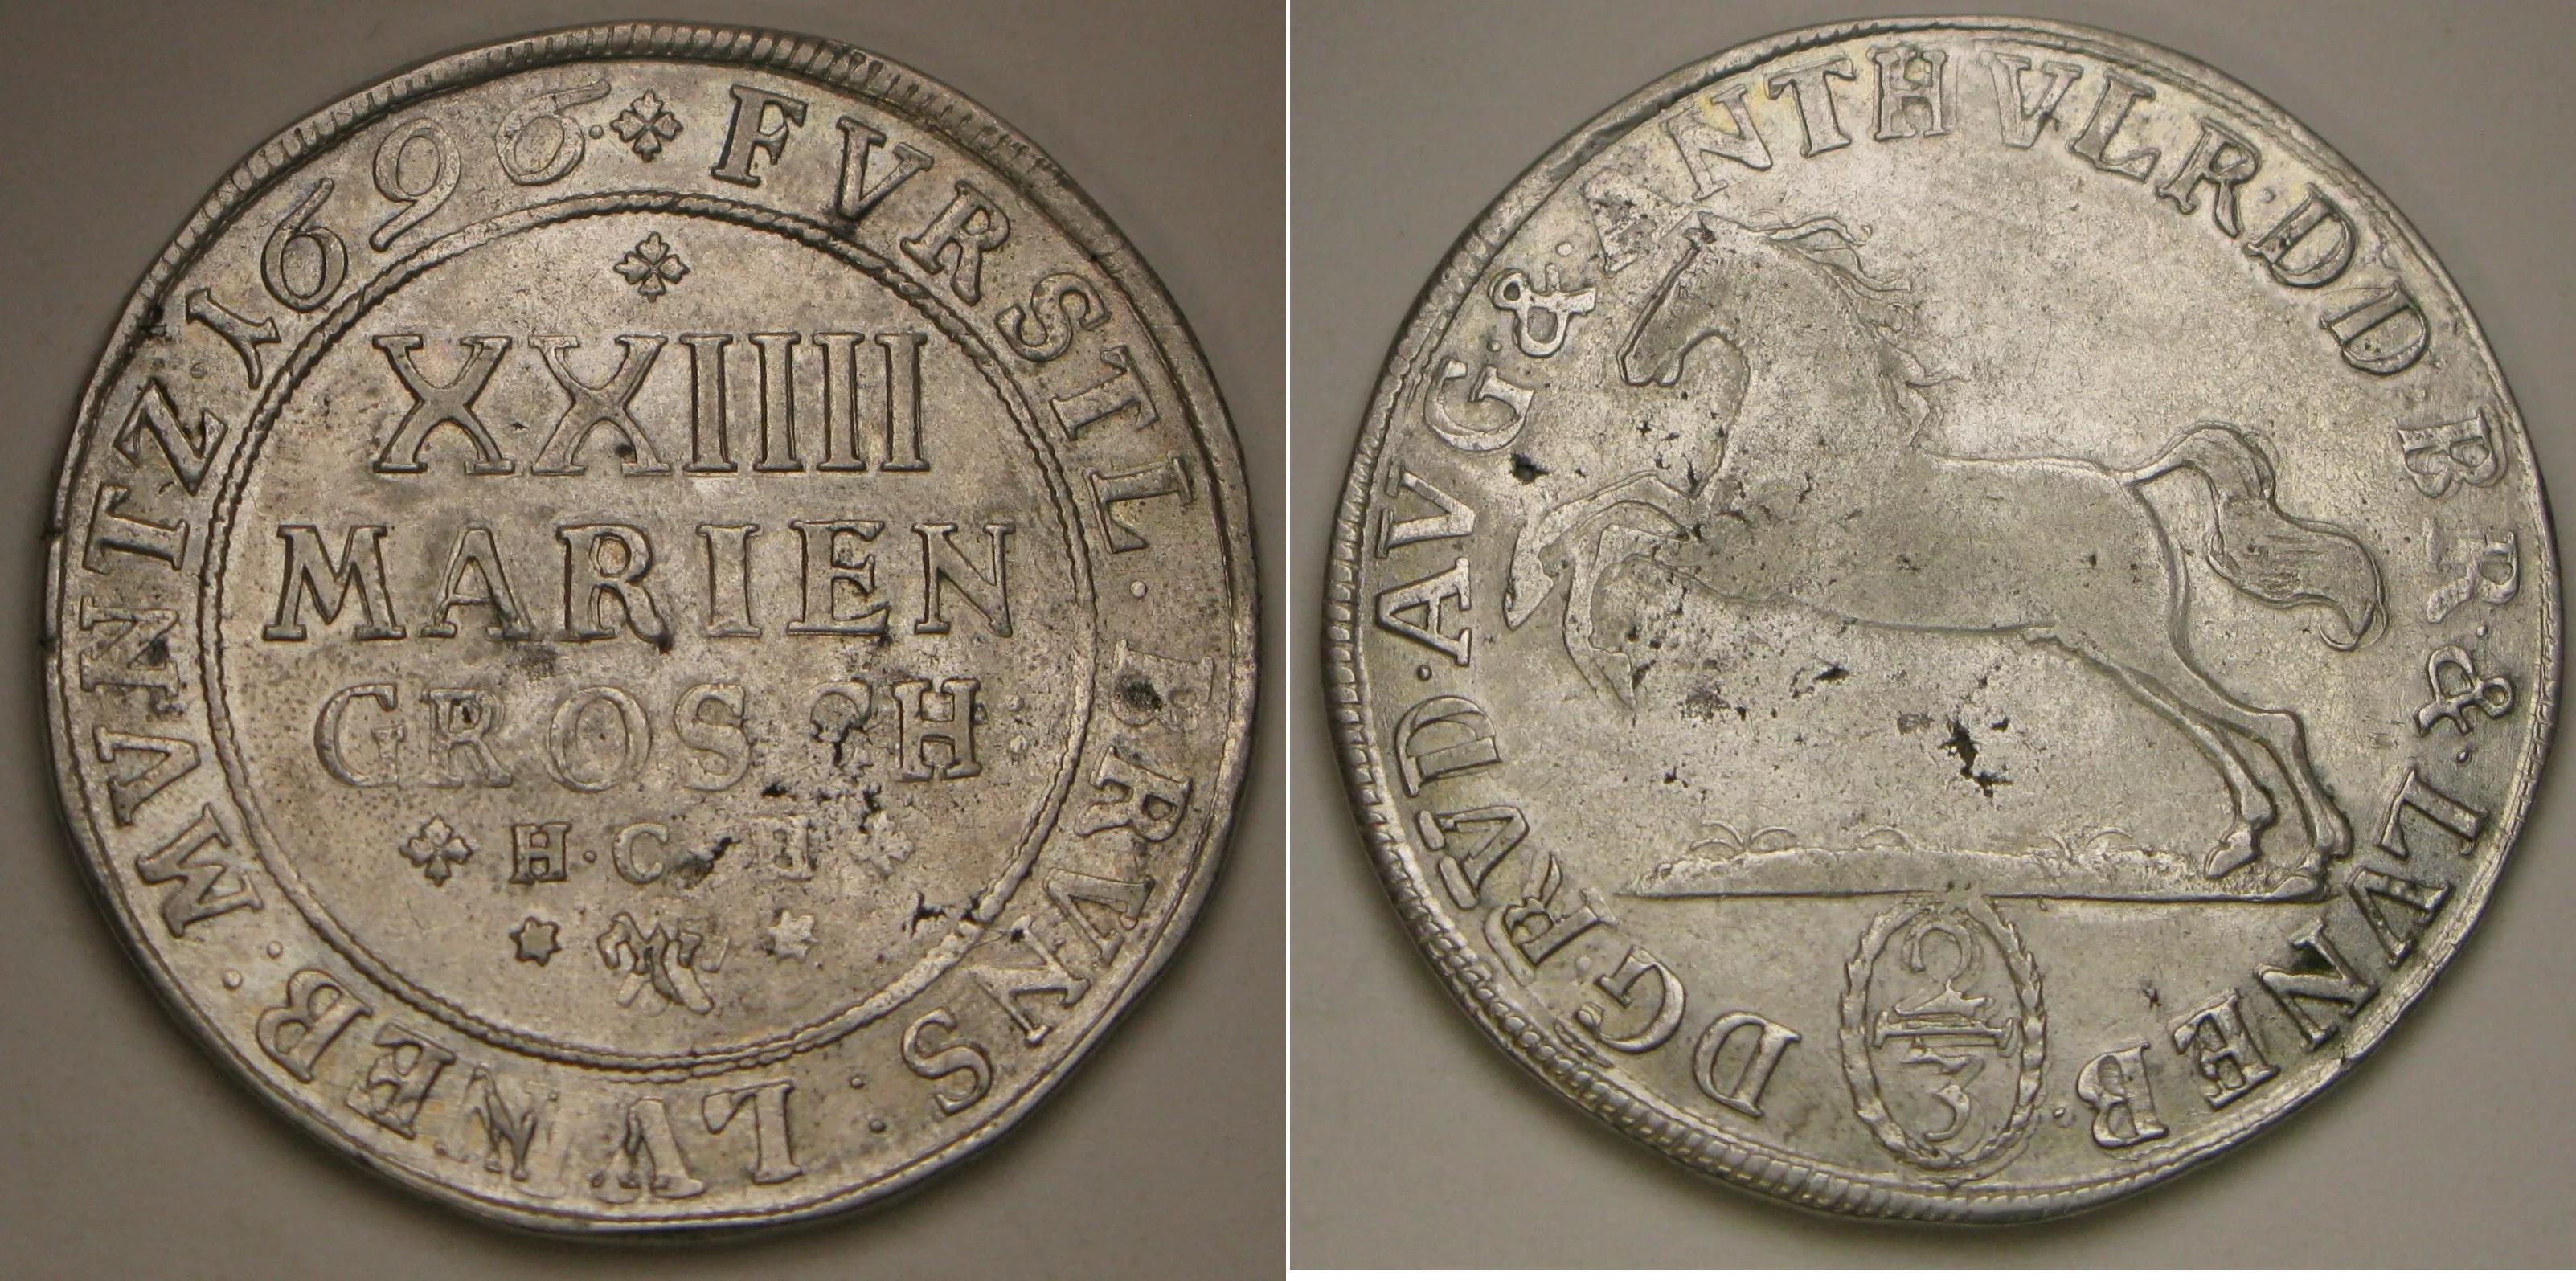 FVRSTL · BRVNS : LVNEB : MVNTZ 1696 ·
XXIIII
MARIEN
GROSCH :
H · C · H
D G · RVD · AVG · & · ANTH VLR · D D · B R · & · LVNEB · B
2
3